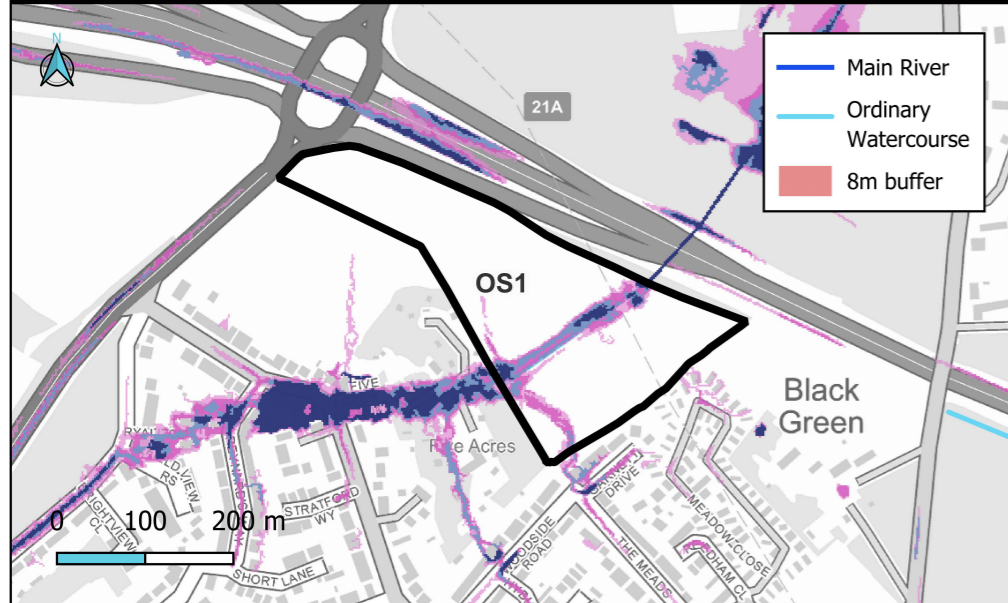 N
21A
Main River
Ordinary
Watercourse
8m buffer
OS1
FIVE
Black
Green
DRIVE
STRATFORD
WY
WOODSIDE
ROAD
MEADOW CLOSE
THE MEADS
SHORT LANE
0 100 200 m